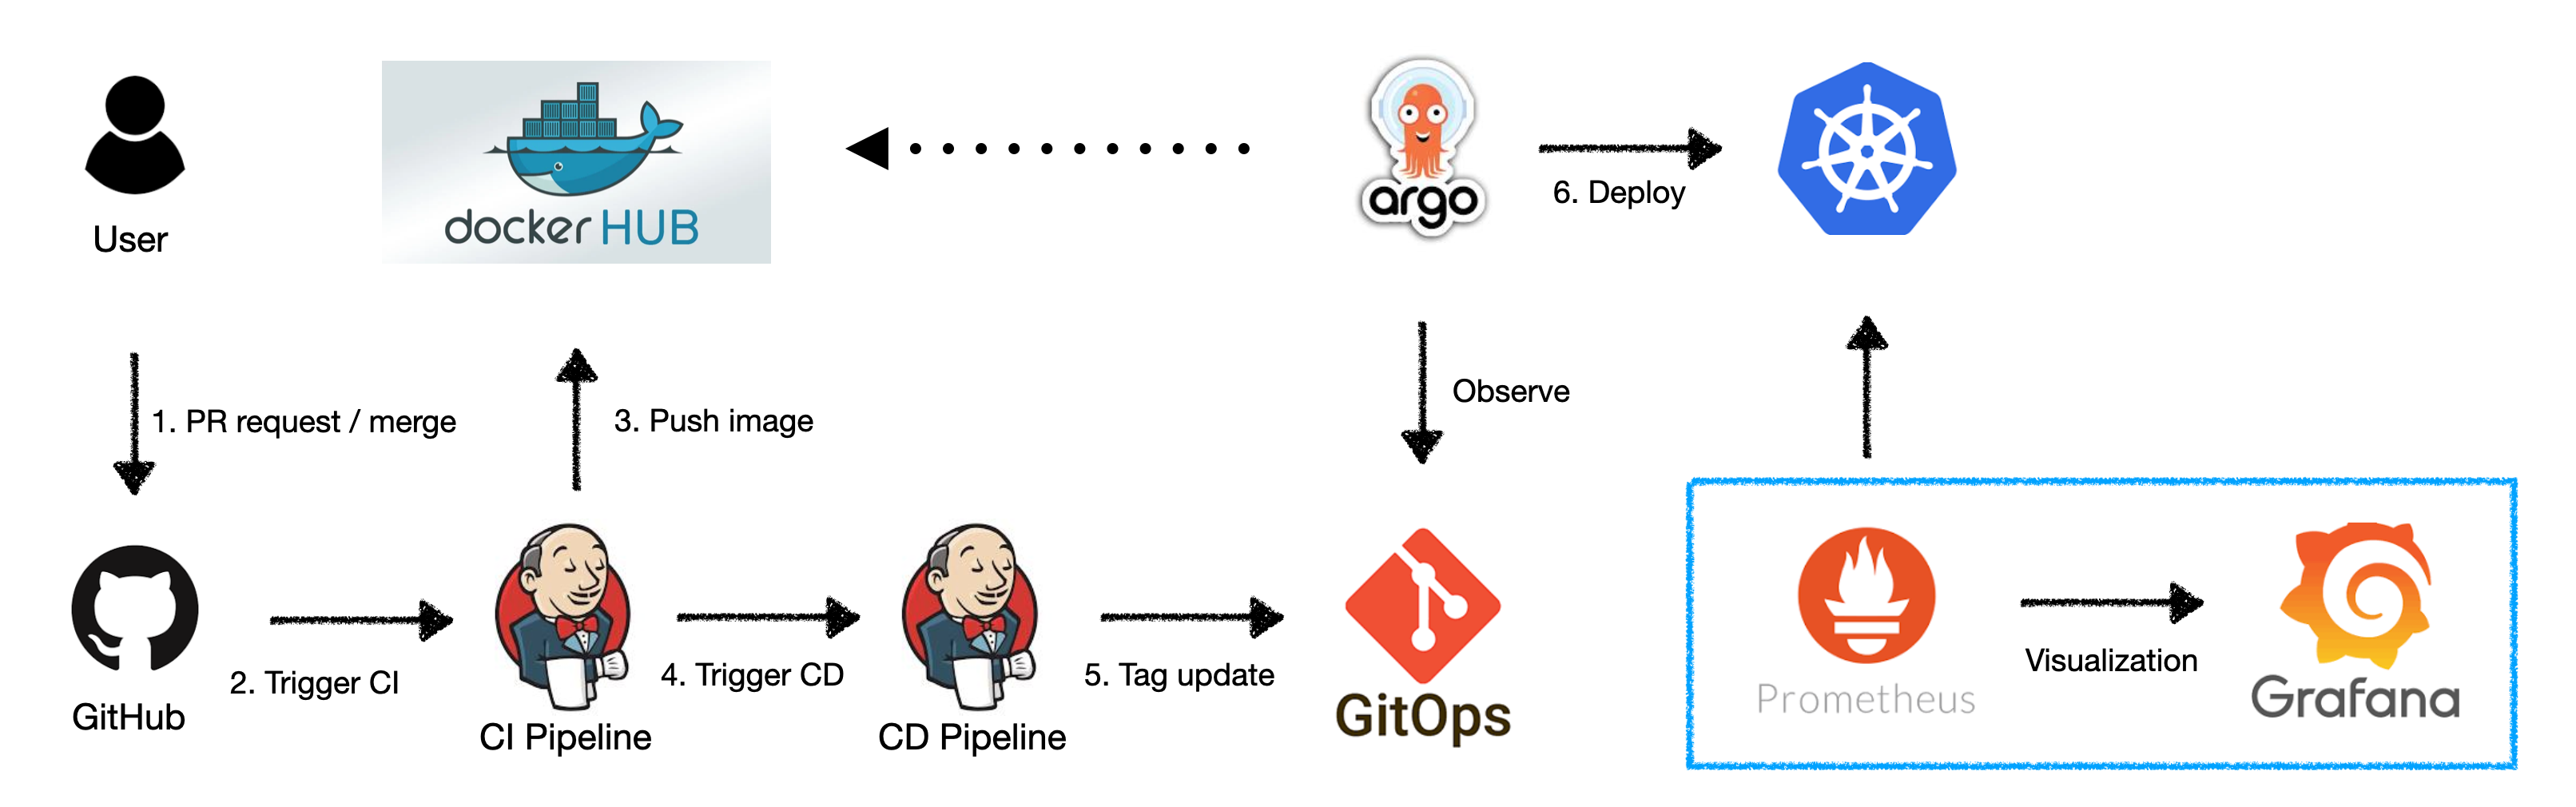 User
docker HUB
argo
6. Deploy
1. PR request / merge
3. Push image
Observe
GitHub
2. Trigger CI
CI Pipeline
4. Trigger CD
CD Pipeline
5. Tag update
GitOps
Prometheus
Visualization
Grafana